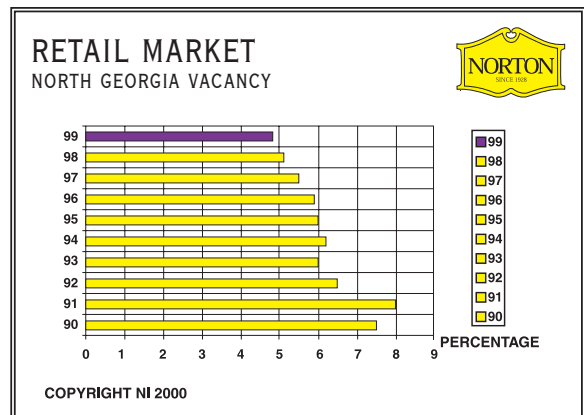 RETAIL MARKET
NORTH GEORGIA VACANCY
NORTON
SINCE 1928
99
98
97
96
95
94
93
92
91
90
0 1 2 3 4 5 6 7 8 9
99
98
97
96
95
94
93
92
91
90
PERCENTAGE
COPYRIGHT NI 2000